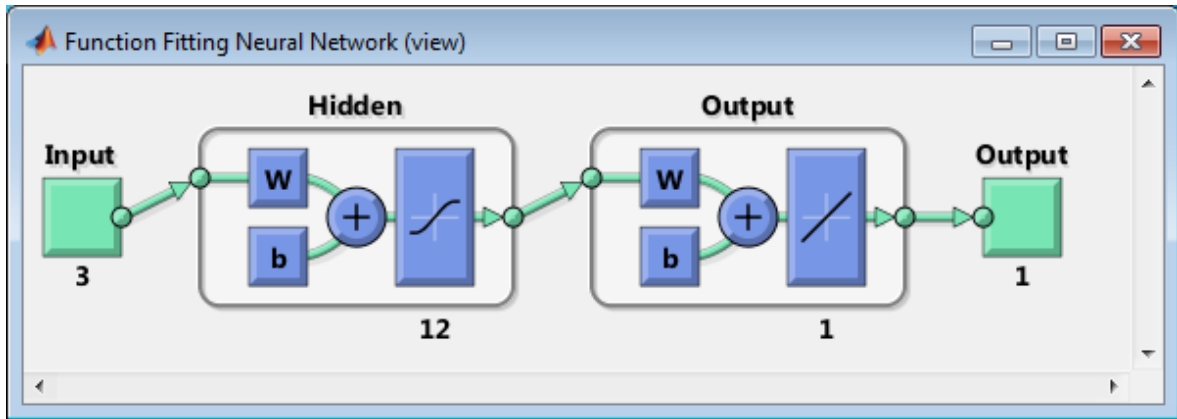 Function Fitting Neural Network (view)
Hidden
Output
Input
Output
W
W
+
+
b
b
3
1
12
1